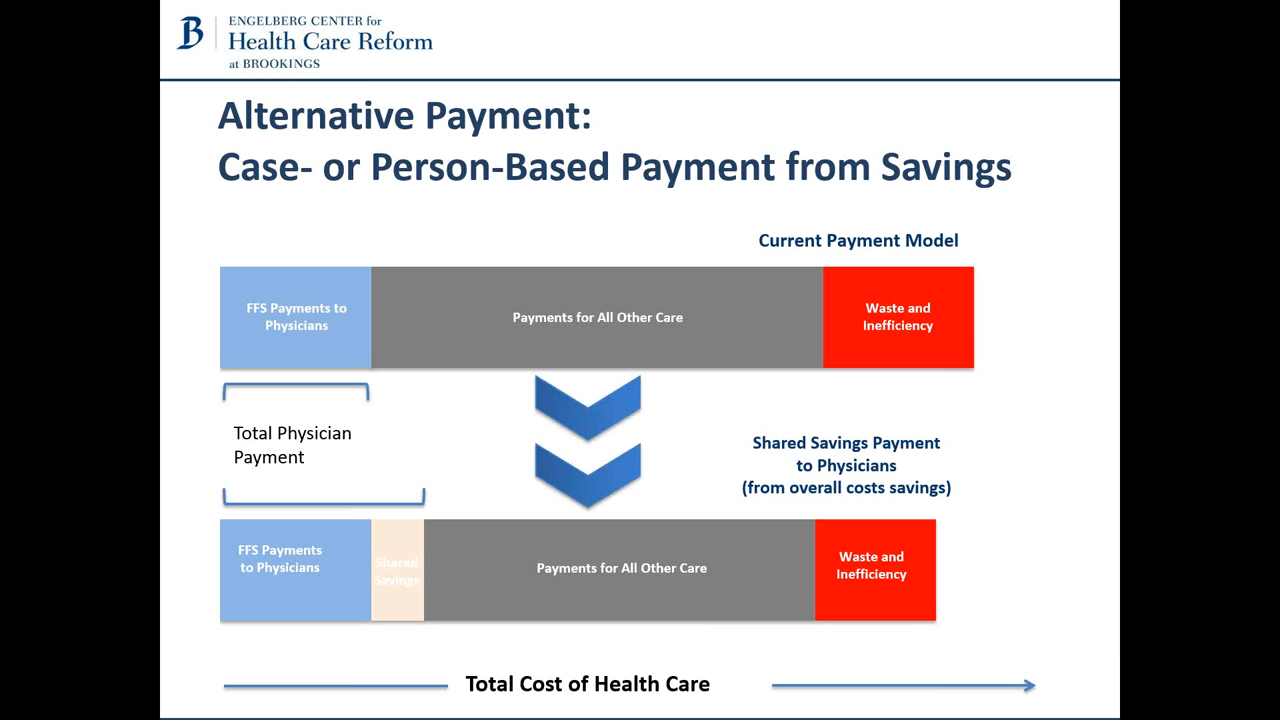 B
ENGELBERG CENTER for
Health Care Reform
at BROOKINGS
Alternative Payment:
Case- or Person-Based Payment from Savings
Current Payment Model
FFS Payments to
Physicians
Payments for All Other Care
Waste and
Inefficiency
Total Physician
Payment
Shared Savings Payment
to Physicians
(from overall costs savings)
FFS Payments
to Physicians
Shared
Savings
Payments for All Other Care
Waste and
Inefficiency
Total Cost of Health Care